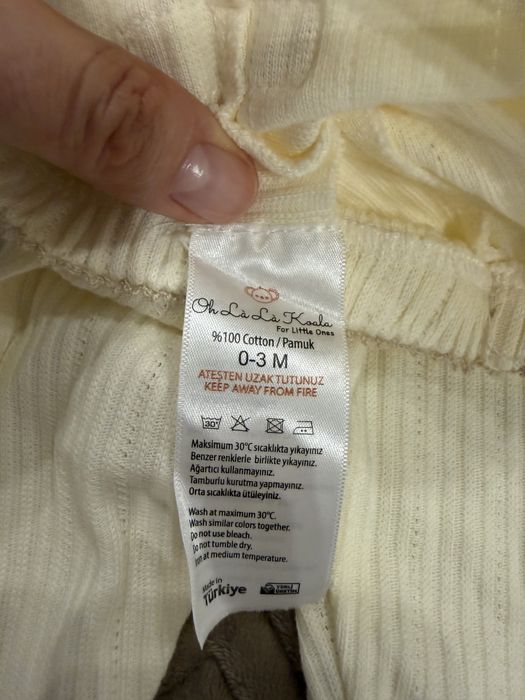 Oh Là Là Koala
For Little Ones
%100 Cotton / Pamuk
0-3 M
ATEŞTEN UZAK TUTUNUZ
KEEP AWAY FROM FIRE
30°
Maksimum 30°C sıcaklıkta yıkayınız
Benzer renklerle birlikte yıkayınız.
Ağartıcı kullanmayınız.
Tamburlu kurutma yapmayınız.
Orta sıcaklıkta ütüleyiniz.
Wash at maximum 30°C.
Wash similar colors together.
Do not use bleach.
Do not tumble dry.
Iron at medium temperature.
Made in
Türkiye
YERLİ
ÜRETİM